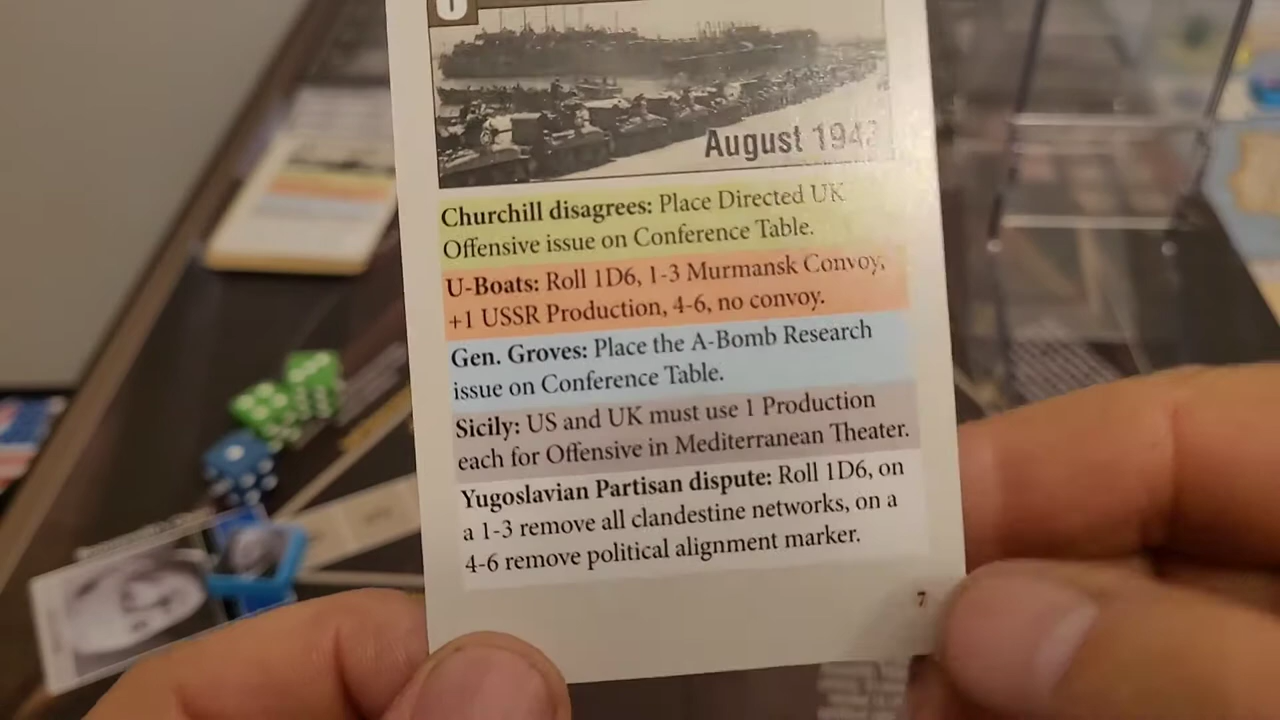 August 194
Churchill disagrees: Place Directed UK
Offensive issue on Conference Table.
U-Boats: Roll 1D6, 1-3 Murmansk Convoy,
+1 USSR Production, 4-6, no convoy.
Gen. Groves: Place the A-Bomb Research
issue on Conference Table.
Sicily: US and UK must use 1 Production
each for Offensive in Mediterranean Theater.
Yugoslavian Partisan dispute: Roll 1D6, on
a 1-3 remove all clandestine networks, on a
4-6 remove political alignment marker.
7